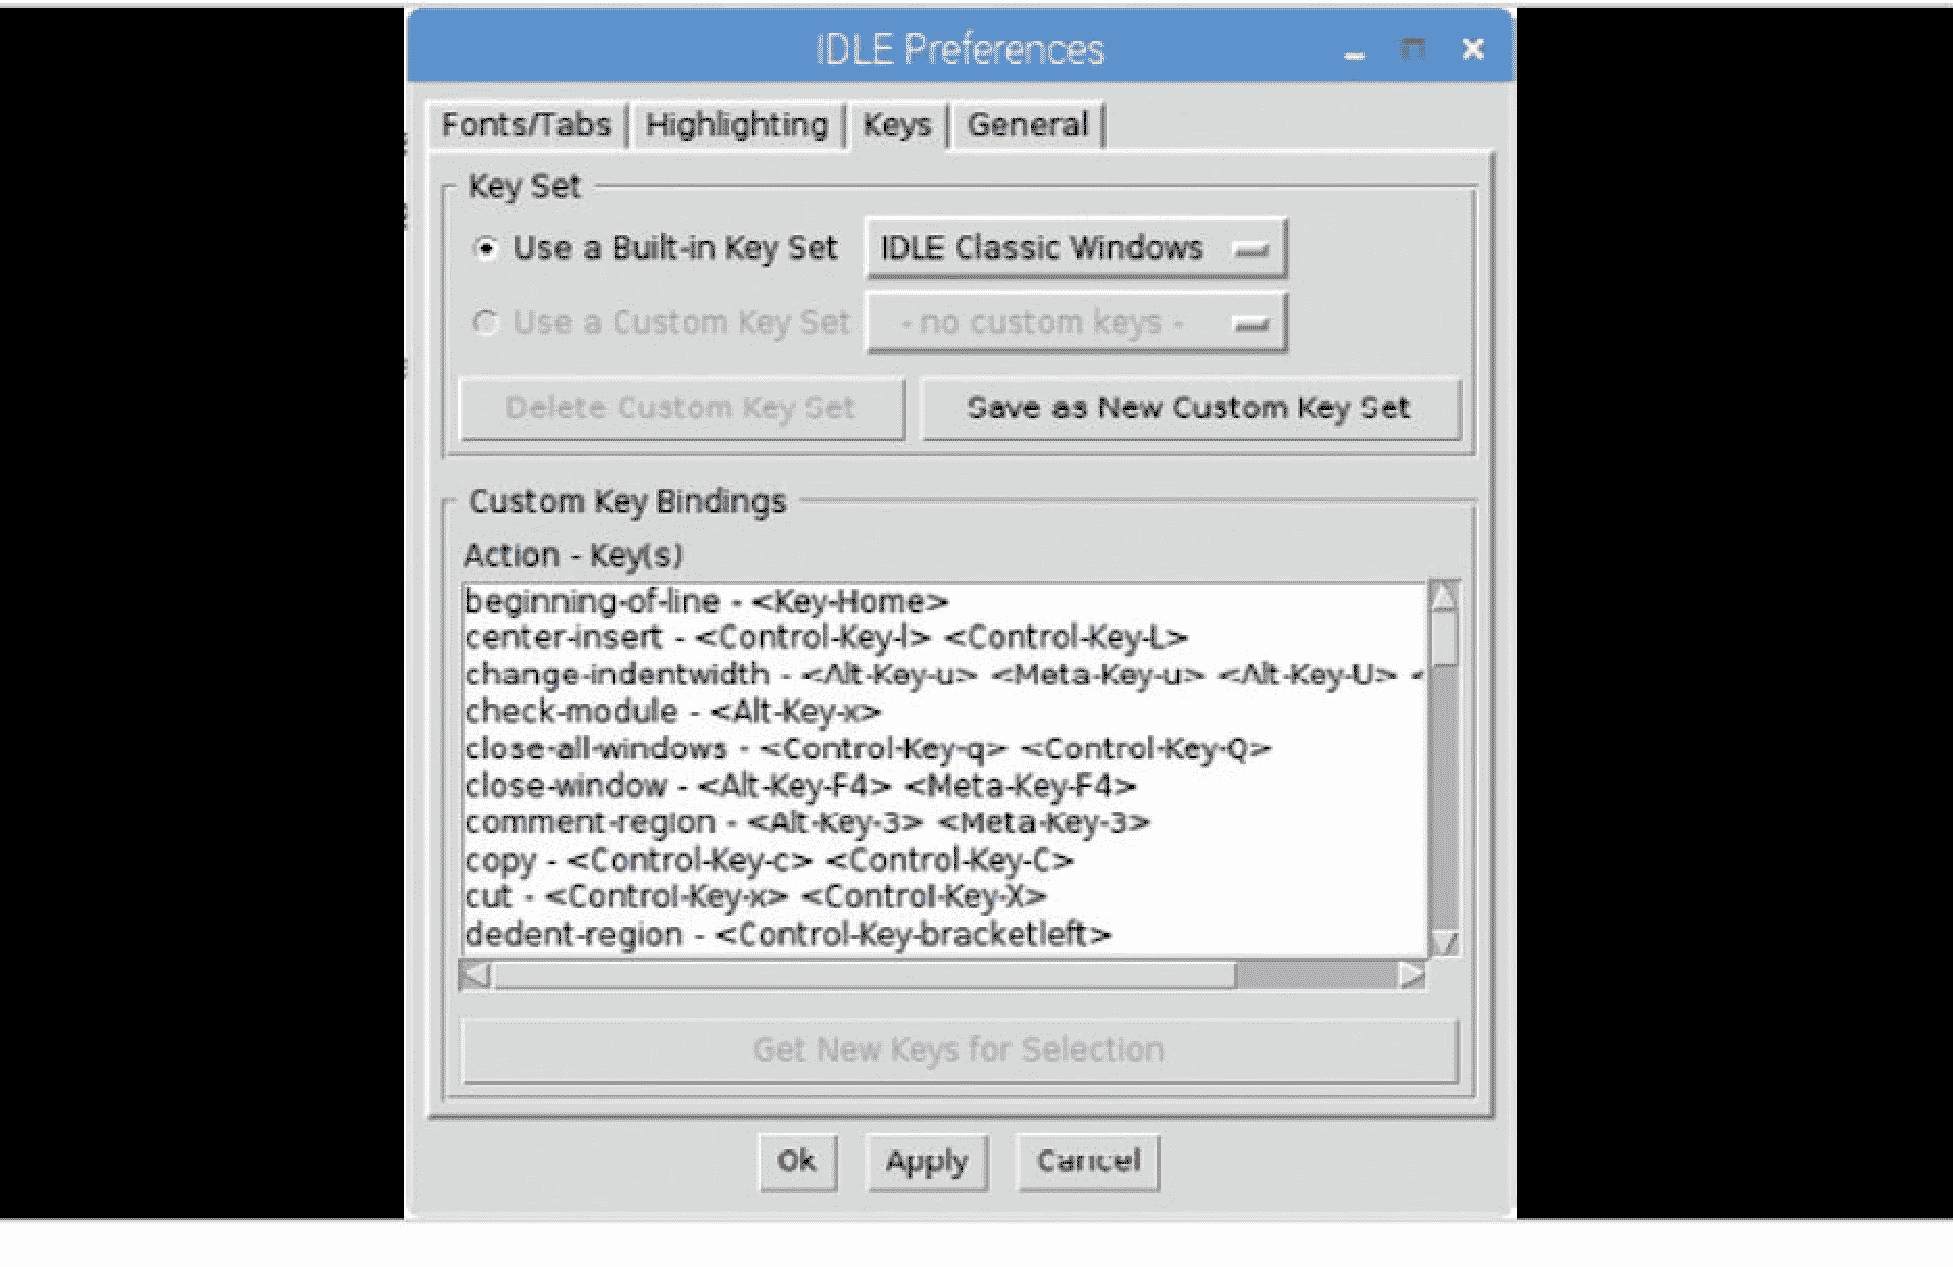 IDLE Preferences
Fonts/Tabs Highlighting Keys General
Key Set
Use a Built-in Key Set IDLE Classic Windows
Use a Custom Key Set - no custom keys -
Delete Custom Key Set Save as New Custom Key Set
Custom Key Bindings
Action - Key(s)
beginning-of-line - <Key-Home>
center-insert - <Control-Key-l> <Control-Key-L>
change-indentwidth - <Alt-Key-u> <Meta-Key-u> <Alt-Key-U> <
check-module - <Alt-Key-x>
close-all-windows - <Control-Key-q> <Control-Key-Q>
close-window - <Alt-Key-F4> <Meta-Key-F4>
comment-region - <Alt-Key-3> <Meta-Key-3>
copy - <Control-Key-c> <Control-Key-C>
cut - <Control-Key-x> <Control-Key-X>
dedent-region - <Control-Key-bracketleft>
Get New Keys for Selection
Ok Apply Cancel